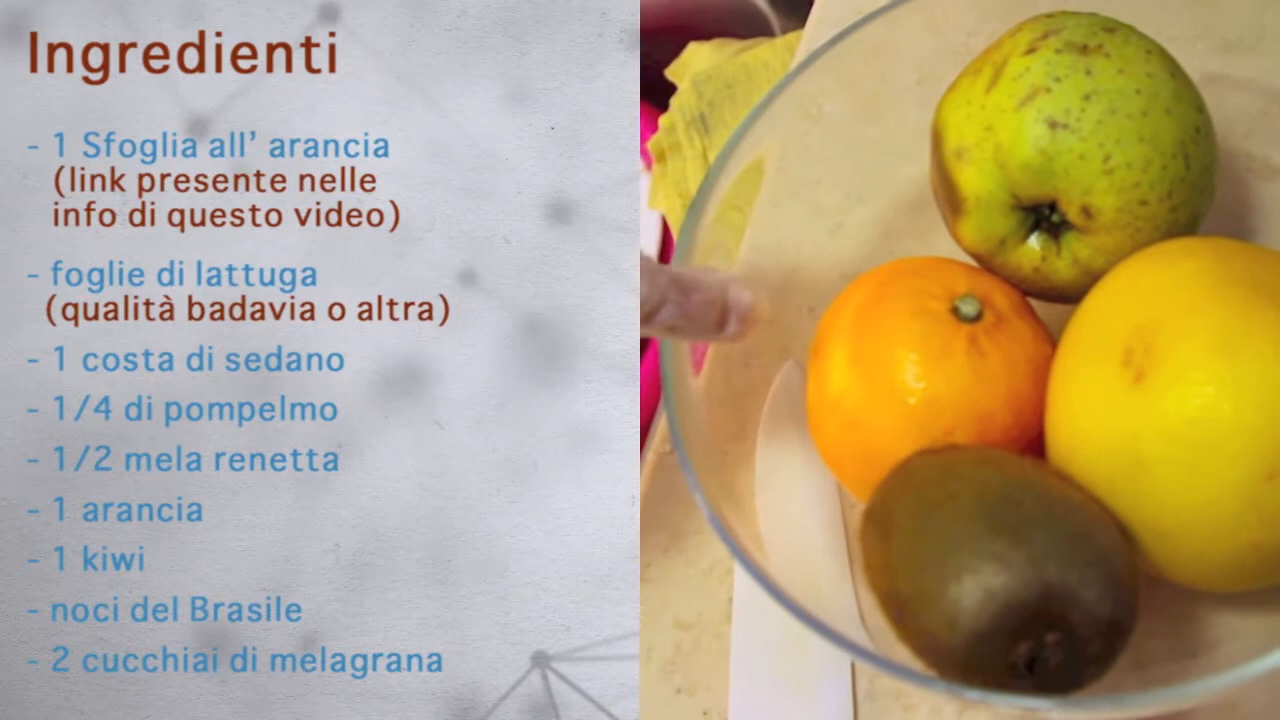 Ingredienti
- 1 Sfoglia all’ arancia
(link presente nelle
info di questo video)
- foglie di lattuga
(qualità badavia o altra)
- 1 costa di sedano
- 1/4 di pompelmo
- 1/2 mela renetta
- 1 arancia
- 1 kiwi
- noci del Brasile
- 2 cucchiai di melagrana